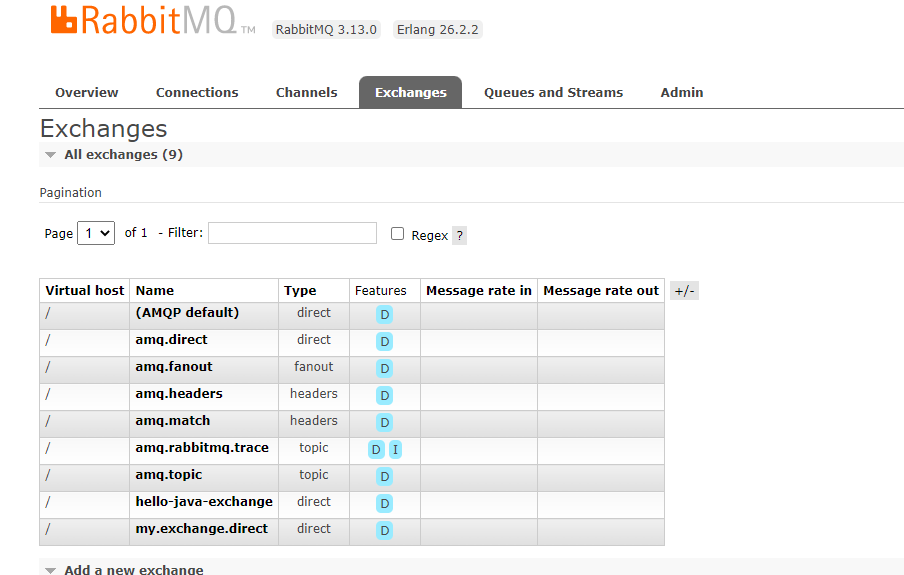 RabbitMQ TM RabbitMQ 3.13.0 Erlang 26.2.2
Overview Connections Channels Exchanges Queues and Streams Admin
Exchanges
All exchanges (9)
Pagination
Page 1 of 1 - Filter: Regex ?
Virtual host Name Type Features Message rate in Message rate out +/-
/ (AMQP default) direct D
/ amq.direct direct D
/ amq.fanout fanout D
/ amq.headers headers D
/ amq.match headers D
/ amq.rabbitmq.trace topic D I
/ amq.topic topic D
/ hello-java-exchange direct D
/ my.exchange.direct direct D
Add a new exchange